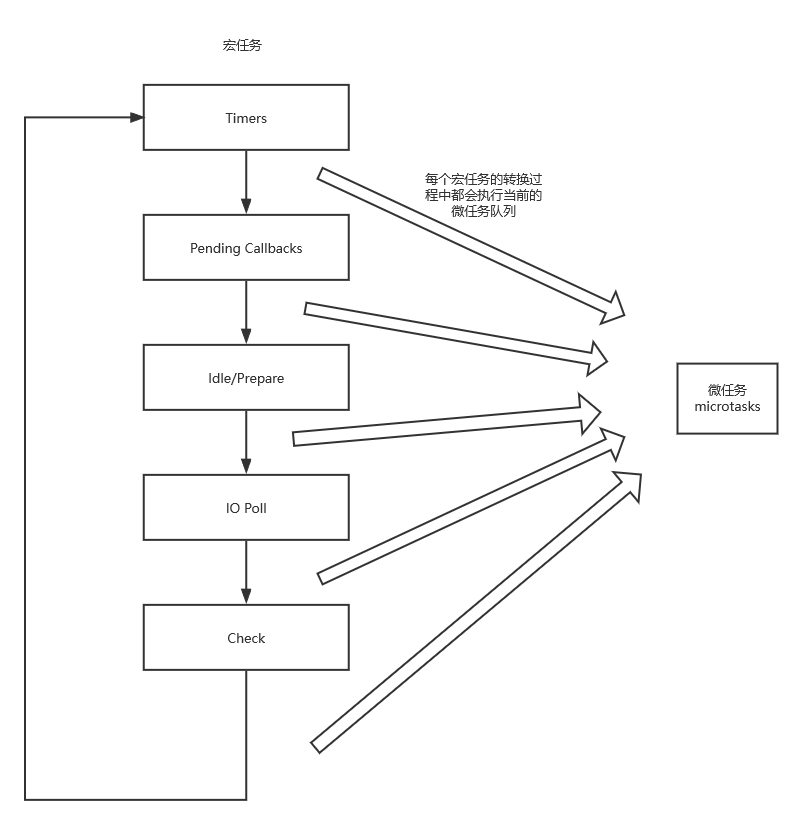 宏任务
Timers
每个宏任务的转换过
程中都会执行当前的
微任务队列
Pending Callbacks
Idle/Prepare
微任务
microtasks
IO Poll
Check